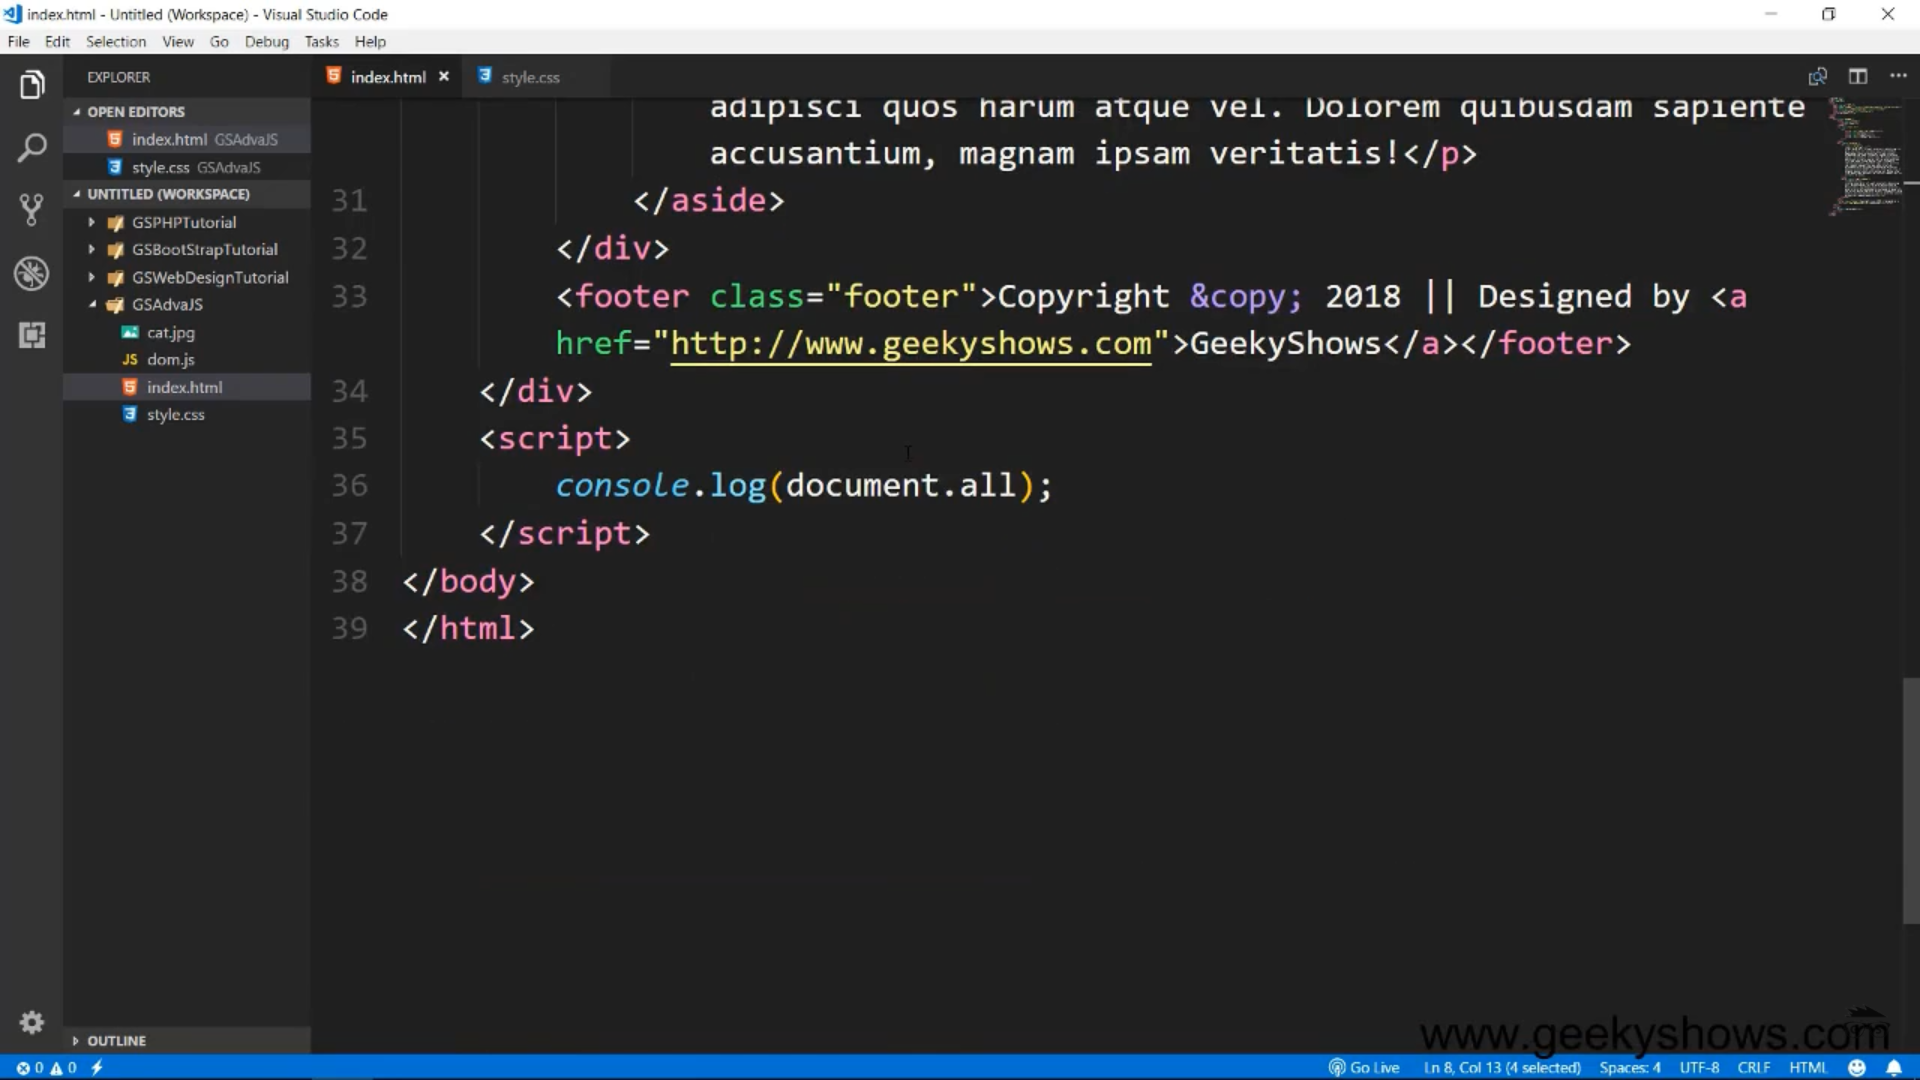 index.html - Untitled (Workspace) - Visual Studio Code
File Edit Selection View Go Debug Tasks Help
EXPLORER
index.html
style.css
OPEN EDITORS
index.html GSAdvaJS
style.css GSAdvaJS
UNTITLED (WORKSPACE)
GSPHPTutorial
GSBootStrapTutorial
GSWebDesignTutorial
GSAdvaJS
cat.jpg
JS dom.js
index.html
style.css
OUTLINE
adipisci quos harum atque vel. Dolorem quibusdam sapiente
accusantium, magnam ipsam veritatis!</p>
31 </aside>
32 </div>
33 <footer class="footer">Copyright &copy; 2018 || Designed by <a
href="http://www.geekyshows.com">GeekyShows</a></footer>
34 </div>
35 <script>
36 console.log(document.all);
37 </script>
38 </body>
39 </html>
www.geekyshows.com
0 0 Go Live Ln 8, Col 13 (4 selected) Spaces: 4 UTF-8 CRLF HTML